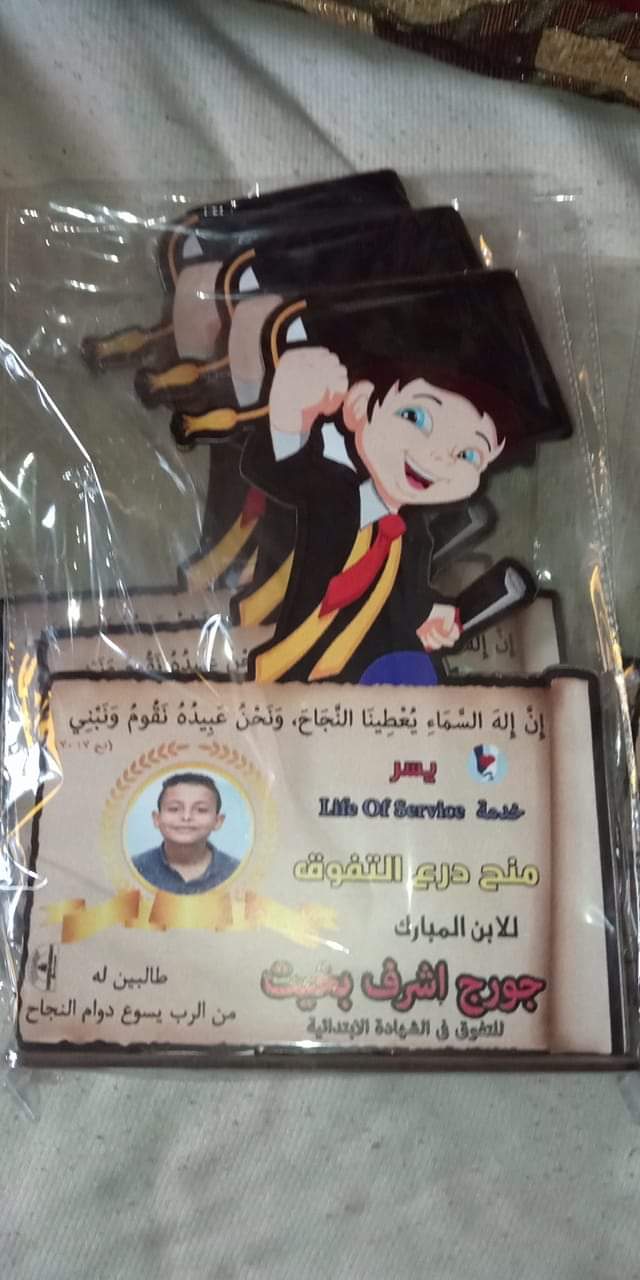 إِنَّ إِلهَ السَّمَاءِ يُعْطِينَا النَّجَاحَ، وَنَحْنُ عَبِيدُهُ نَقُومُ وَنَبْنِي
(نح ٢: ٢٠)
يسر
خدمة Life Of Service
منح درع التفوق
للابن المبارك
جورج اشرف بخيت
للتفوق فى الشهادة الابتدائية
طالبين له
من الرب يسوع دوام النجاح